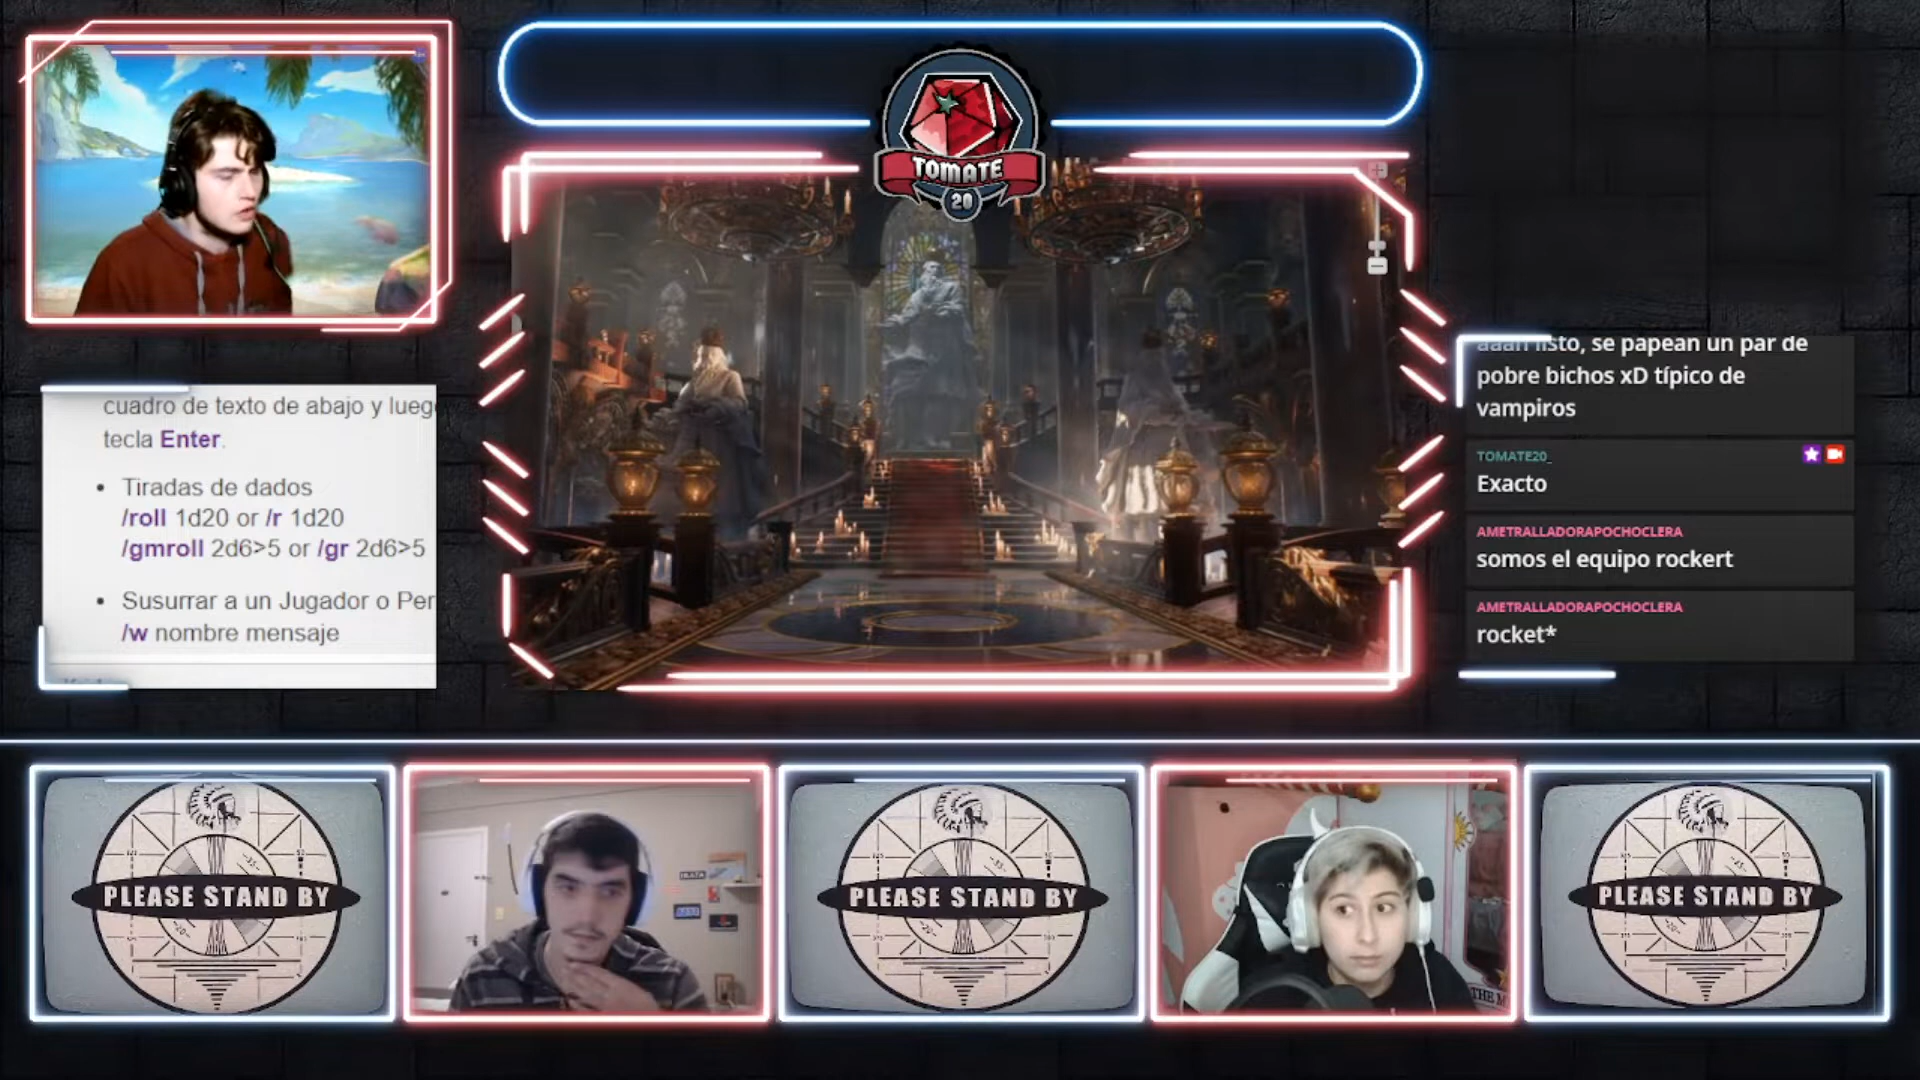 TOMATE
20
cuadro de texto de abajo y lueg
tecla Enter.
• Tiradas de dados
/roll 1d20 or /r 1d20
/gmroll 2d6>5 or /gr 2d6>5
• Susurrar a un Jugador o Per
/w nombre mensaje
listo, se papean un par de
pobre bichos xD típico de
vampiros
TOMATE20_
Exacto
AMETRALLADORAPOCHOCLERA
somos el equipo rockert
AMETRALLADORAPOCHOCLERA
rocket*
PLEASE STAND BY
PLEASE STAND BY
THE M
PLEASE STAND BY